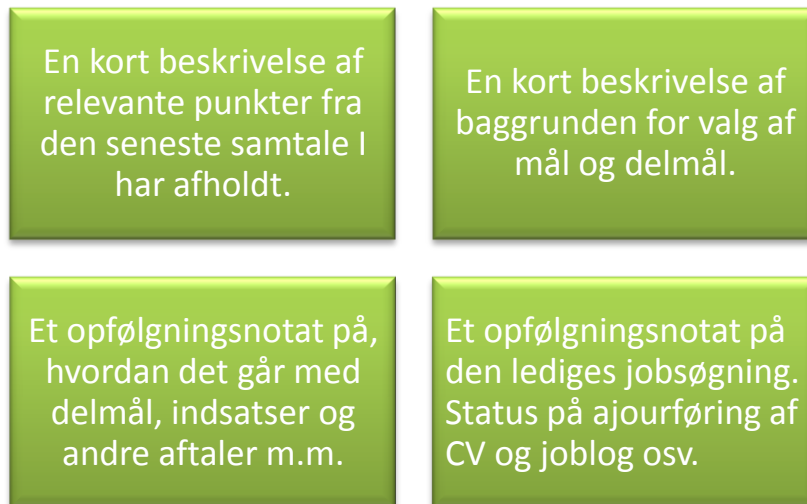 En kort beskrivelse af
relevante punkter fra
den seneste samtale I
har afholdt.
En kort beskrivelse af
baggrunden for valg af
mål og delmål.
Et opfølgningsnotat på,
hvordan det går med
delmål, indsatser og
andre aftaler m.m.
Et opfølgningsnotat på
den lediges jobsøgning.
Status på ajourføring af
CV og joblog osv.